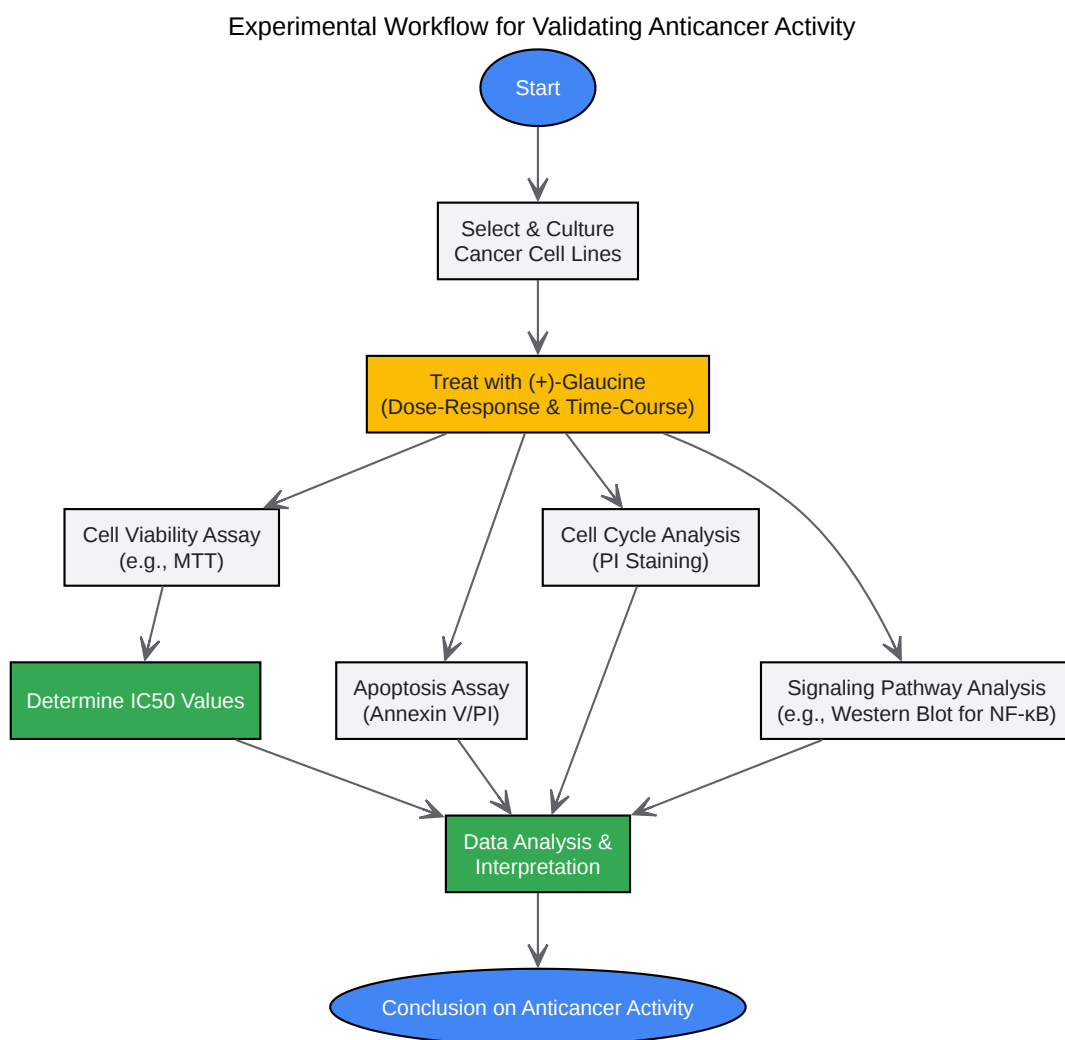 Experimental Workflow for Validating Anticancer Activity
Start
Select & Culture
Cancer Cell Lines
Treat with (+)-Glaucine
(Dose-Response & Time-Course)
Cell Viability Assay
(e.g., MTT)
Cell Cycle Analysis
(PI Staining)
Determine IC50 Values
Apoptosis Assay
(Annexin V/PI)
Signaling Pathway Analysis
(e.g., Western Blot for NF-κB)
Data Analysis &
Interpretation
Conclusion on Anticancer Activity